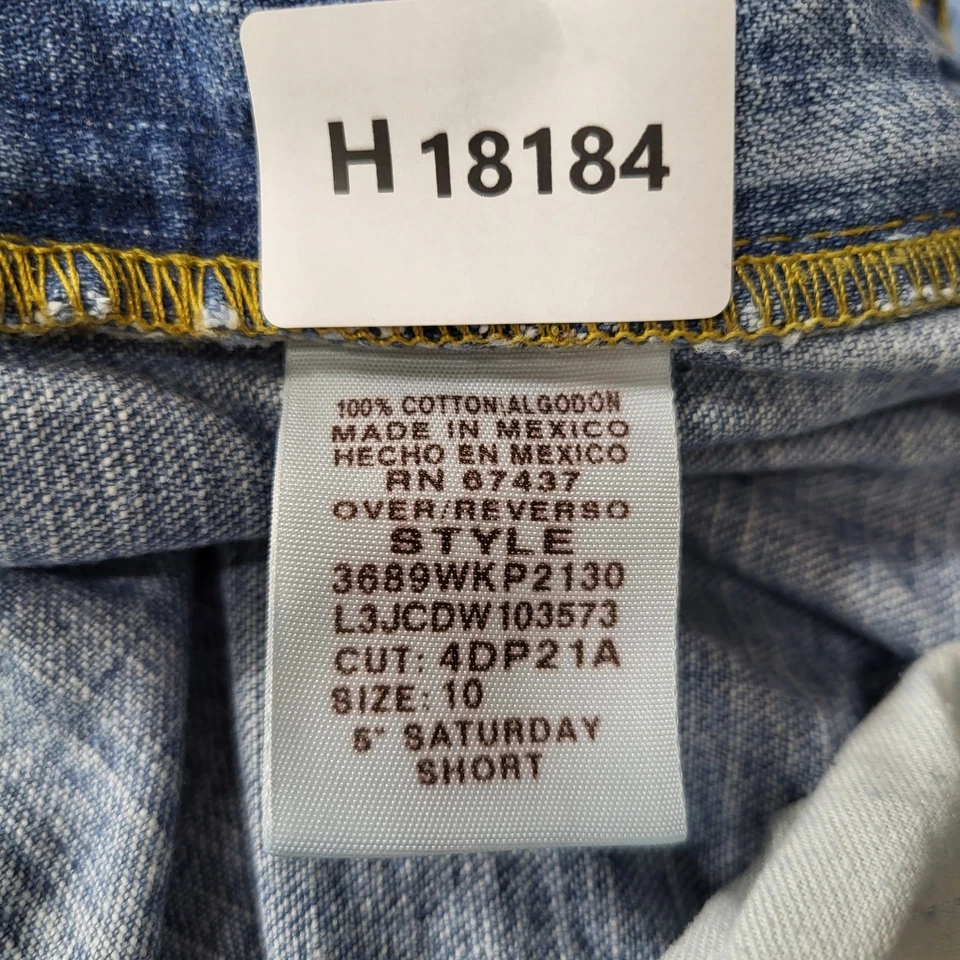 H 18184
100% COTTON:ALGODON
MADE IN MEXICO
HECHO EN MEXICO
RN 67437
OVER/REVERSO
STYLE
3689WKP2130
L3JCDW103573
CUT: 4DP21A
SIZE: 10
6" SATURDAY
SHORT